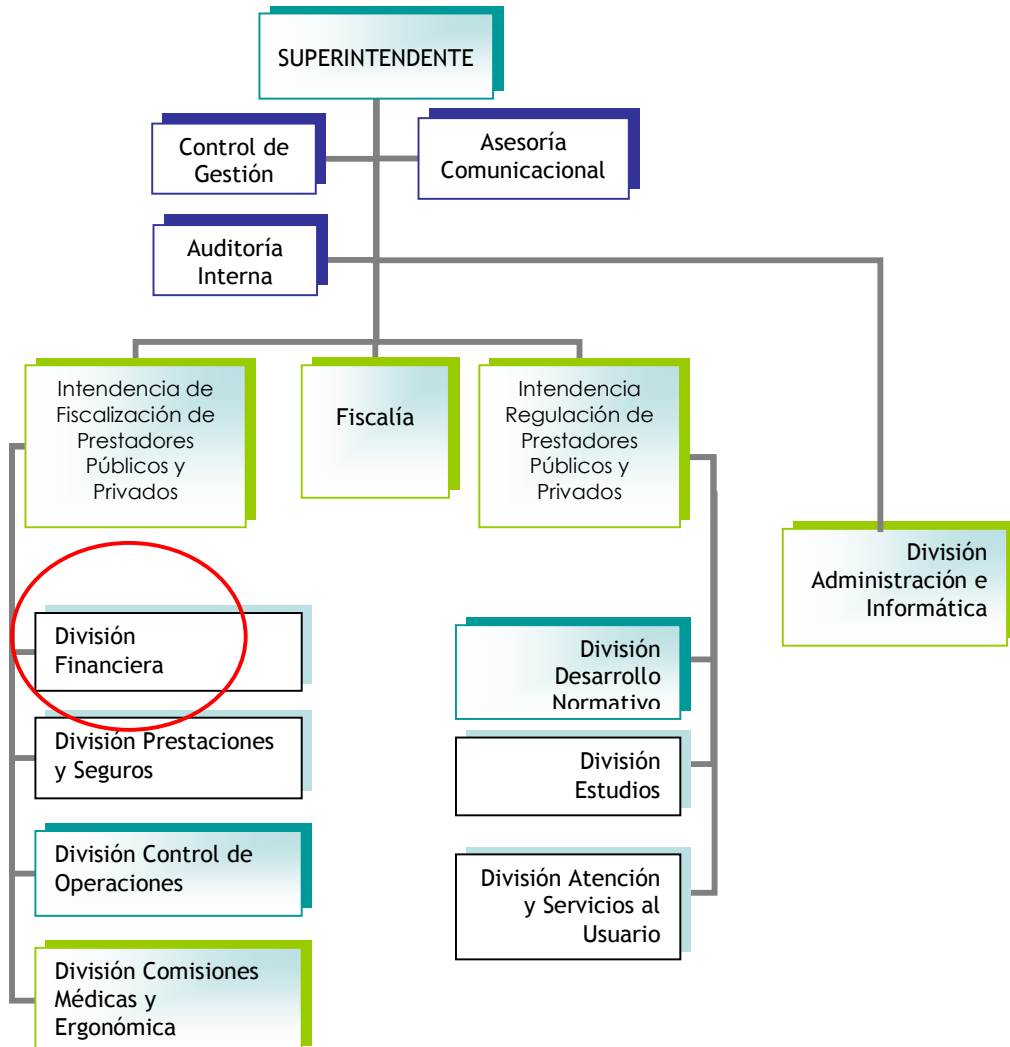 SUPERINTENDENTE
Control de
Gestión
Asesoría
Comunicacional
Auditoría
Interna
Intendencia de
Fiscalización de
Prestadores
Públicos y
Privados
Fiscalía
Intendencia
Regulación de
Prestadores
Públicos y
Privados
División
Administración e
Informática
División
Financiera
División Prestaciones
y Seguros
División Control de
Operaciones
División Comisiones
Médicas y
Ergonómica
División
Desarrollo
Normativo
División
Estudios
División Atención
y Servicios al
Usuario